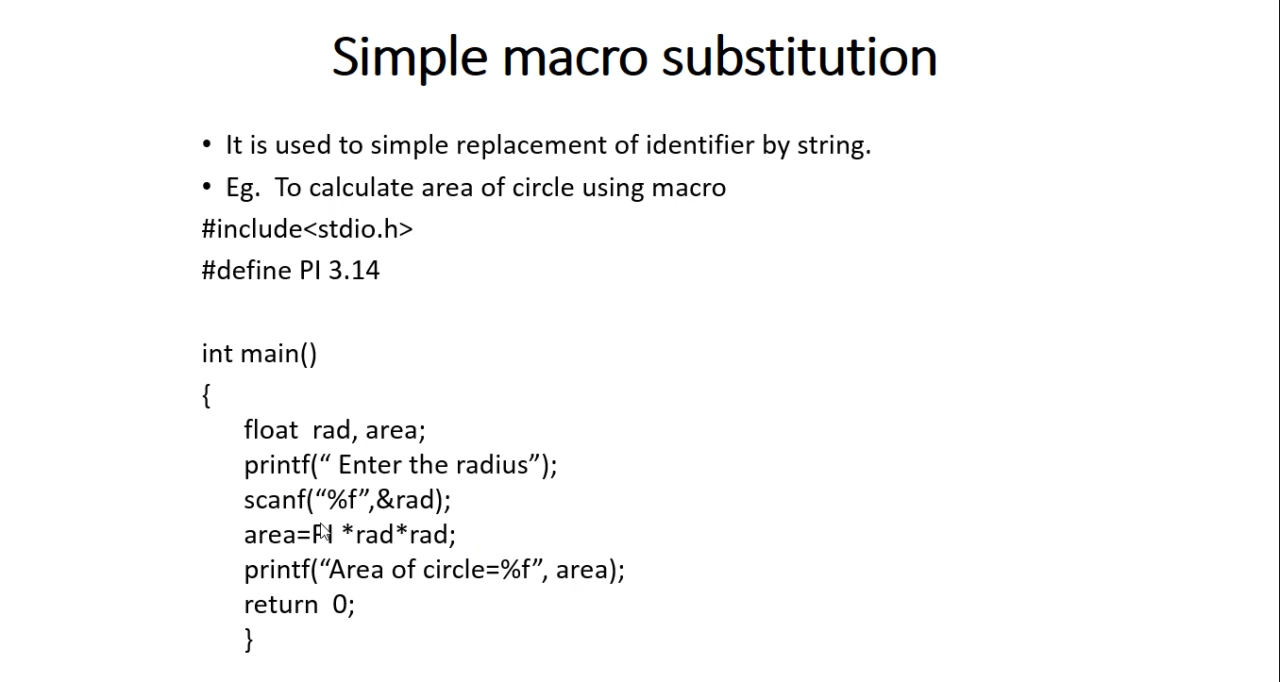 Simple macro substitution
• It is used to simple replacement of identifier by string.
• Eg.  To calculate area of circle using macro
#include<stdio.h>
#define PI 3.14
int main()
{
float  rad, area;
printf(“ Enter the radius”);
scanf(“%f”,&rad);
area=PI *rad*rad;
printf(“Area of circle=%f”, area);
return  0;
}